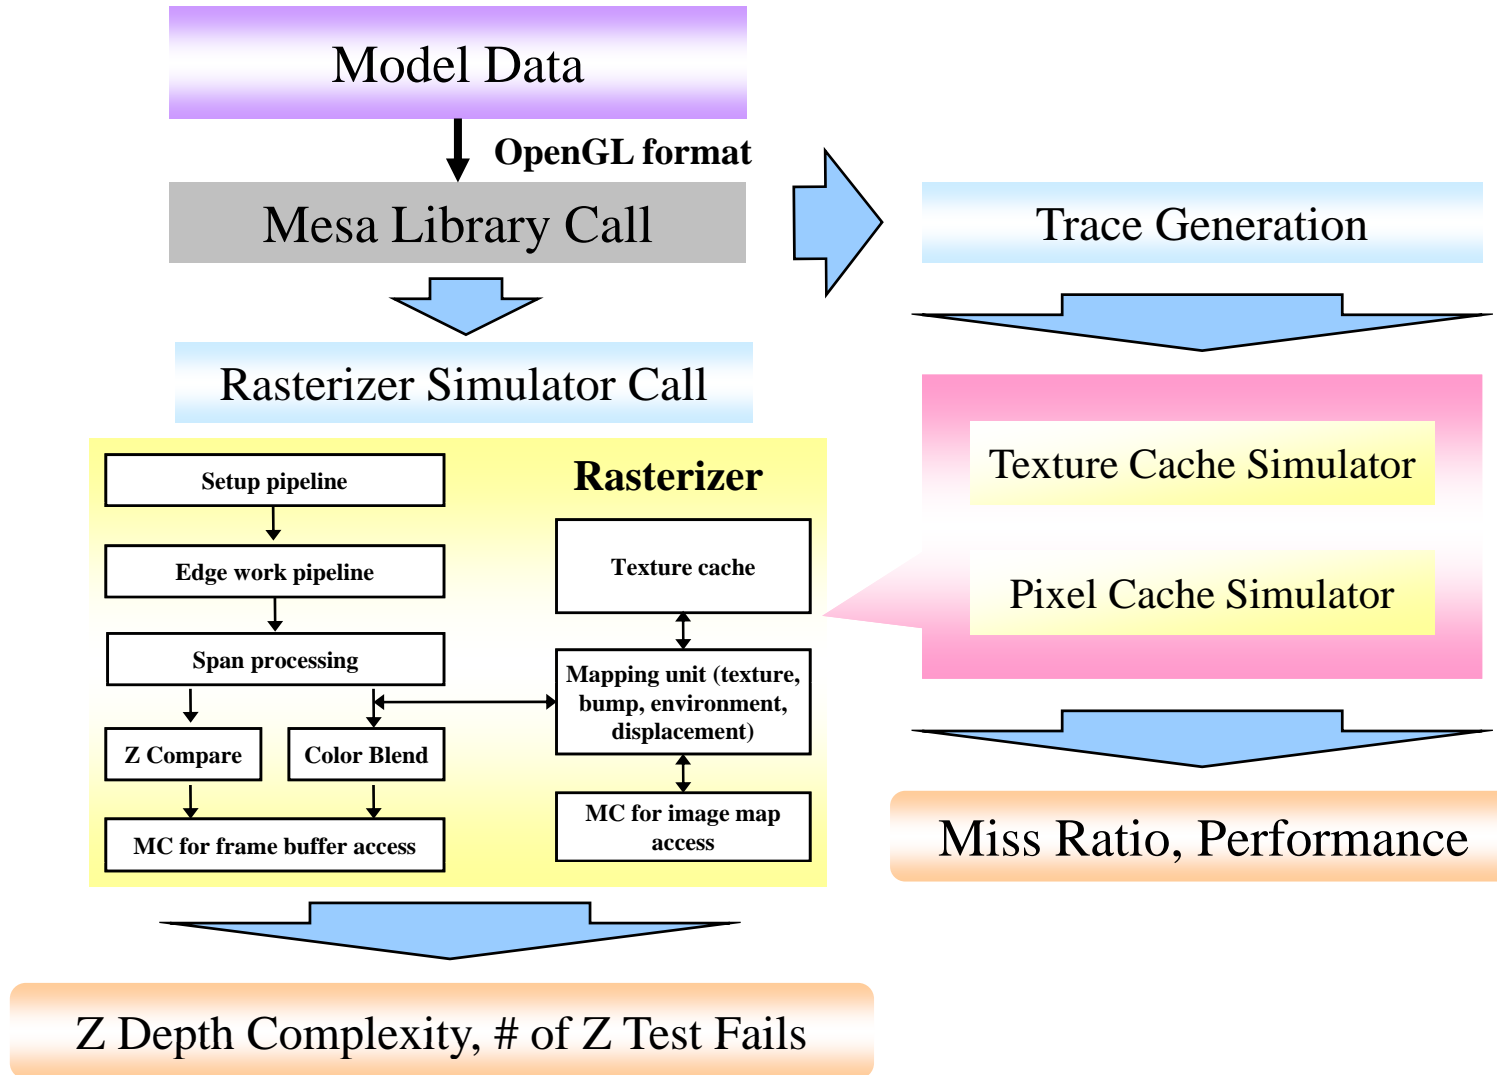 Model Data
OpenGL format
Mesa Library Call
Trace Generation
Rasterizer Simulator Call
Rasterizer
Setup pipeline
Edge work pipeline
Span processing
Z Compare
Color Blend
MC for frame buffer access
Texture cache
Mapping unit (texture,
bump, environment,
displacement)
MC for image map
access
Texture Cache Simulator
Pixel Cache Simulator
Miss Ratio, Performance
Z Depth Complexity, # of Z Test Fails